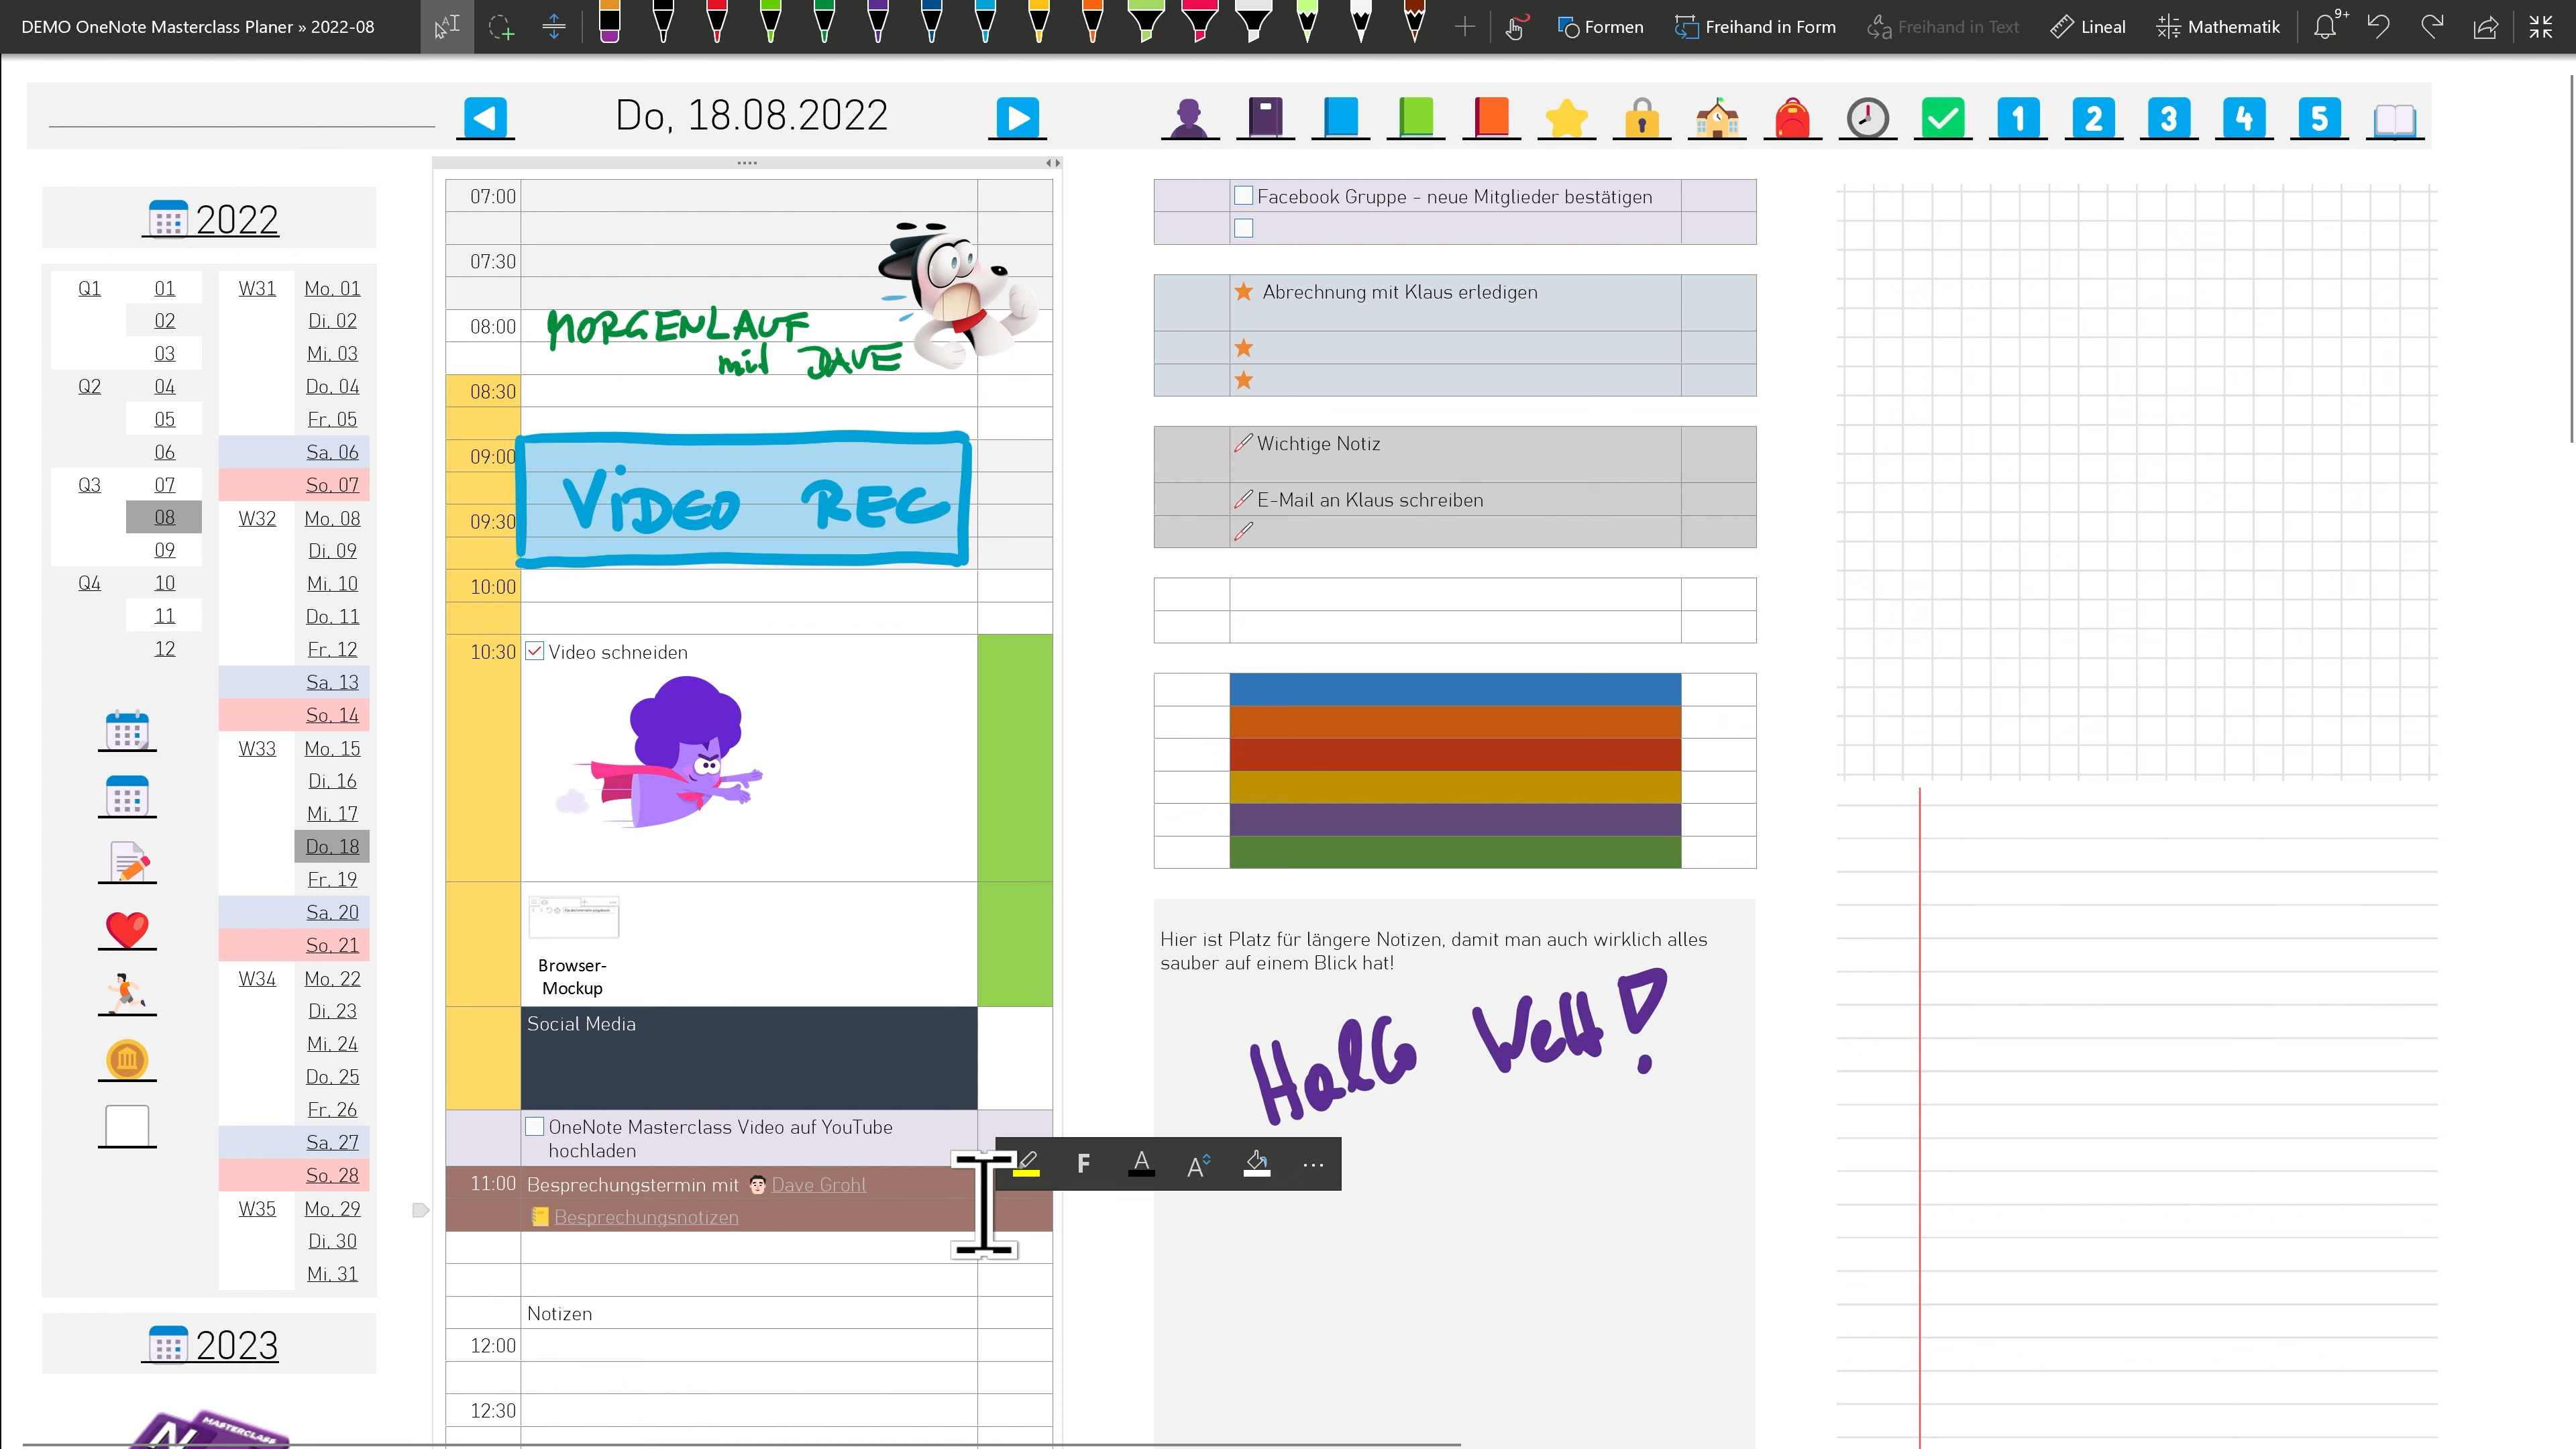 DEMO OneNote Masterclass Planer » 2022-08
Formen
Freihand in Form
Freihand in Text
Lineal
Mathematik
9+
Do, 18.08.2022
1 2 3 4 5
2022
Q1 01 W31 Mo, 01
02 Di, 02
03 Mi, 03
Q2 04 Do, 04
05 Fr, 05
06 Sa, 06
Q3 07 So, 07
08 W32 Mo, 08
09 Di, 09
Q4 10 Mi, 10
11 Do, 11
12 Fr, 12
Sa, 13
So, 14
W33 Mo, 15
Di, 16
Mi, 17
Do, 18
Fr, 19
Sa, 20
So, 21
W34 Mo, 22
Di, 23
Mi, 24
Do, 25
Fr, 26
Sa, 27
So, 28
W35 Mo, 29
Di, 30
Mi, 31
2023
MASTERCLASS
07:00
07:30
08:00
MORGENLAUF
mit DAVE
08:30
09:00
VIDEO REC
09:30
10:00
10:30 Video schneiden
Browser-
Mockup
Social Media
OneNote Masterclass Video auf YouTube
hochladen
11:00 Besprechungstermin mit Dave Grohl
Besprechungsnotizen
Notizen
12:00
12:30
F A A
Facebook Gruppe - neue Mitglieder bestätigen
Abrechnung mit Klaus erledigen
Wichtige Notiz
E-Mail an Klaus schreiben
Hier ist Platz für längere Notizen, damit man auch wirklich alles
sauber auf einem Blick hat!
Hallo Welt!